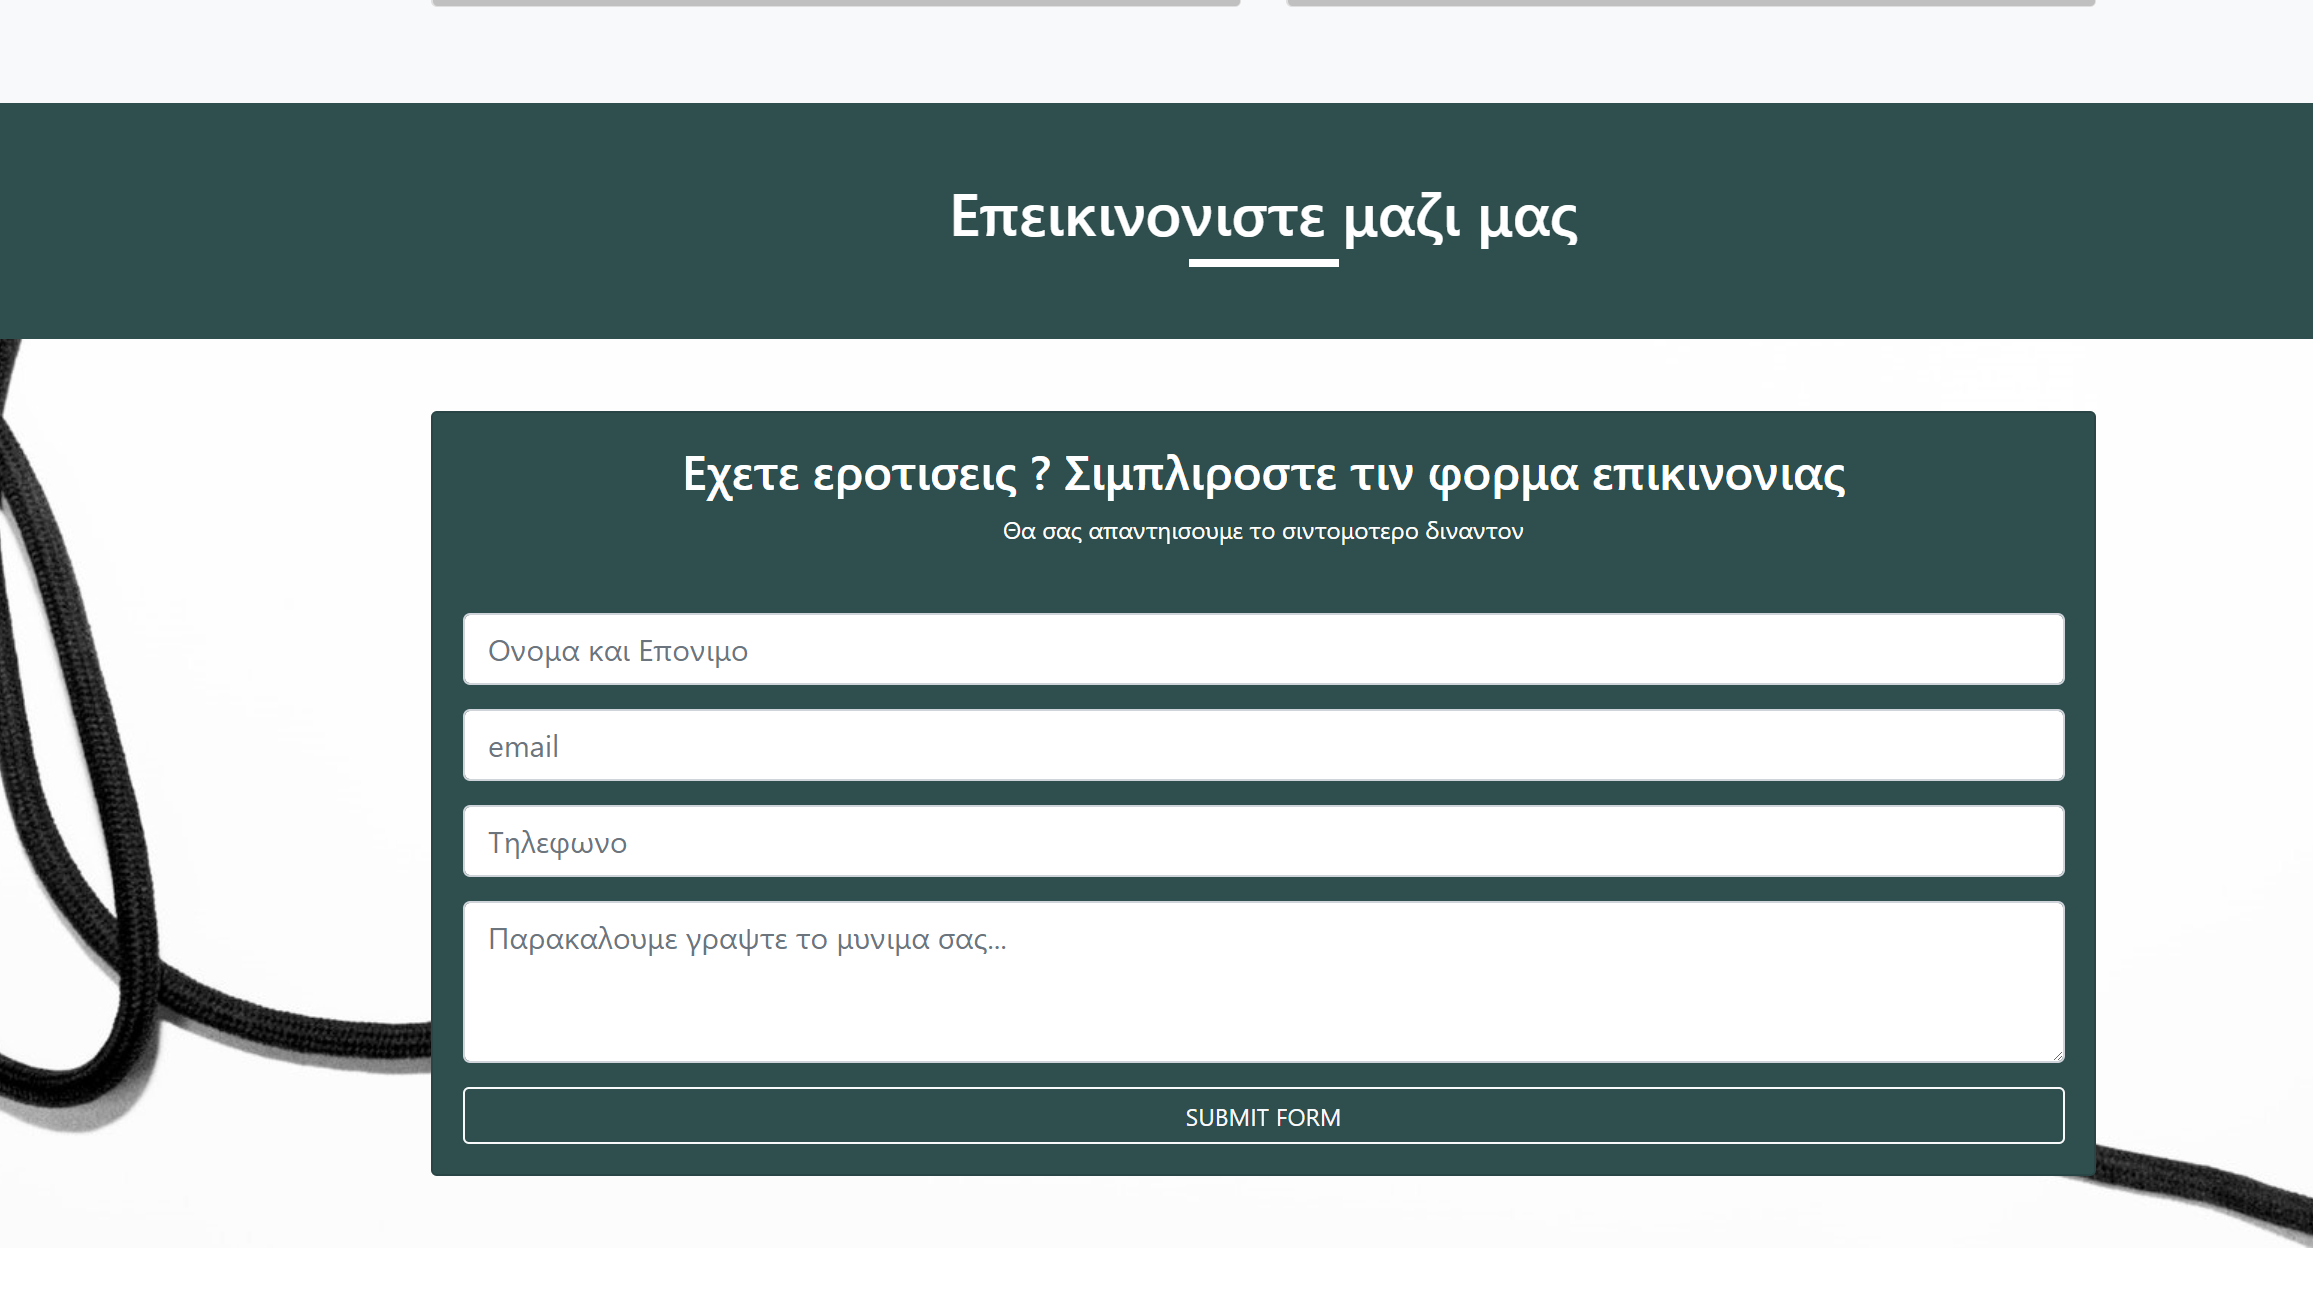 Επεικινονιστε μαζι μας
Εχετε εροτισεις ? Σιμπλιροστε τιν φορμα επικινονιας
Θα σας απαντηισουμε το σιντομοτερο διναντον
Ονομα και Επονιμο
email
Τηλεφωνο
Παρακαλουμε γραψτε το μυνιμα σας...
SUBMIT FORM